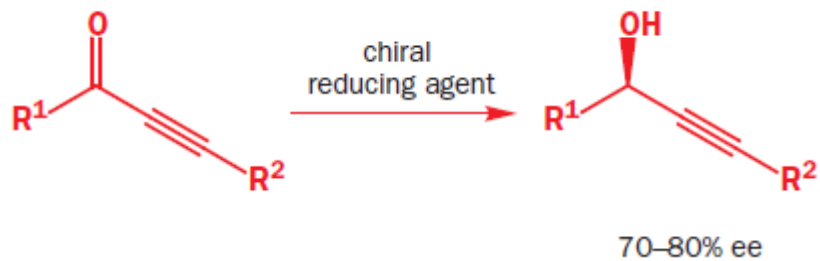 O
R¹
R²
chiral
reducing agent
OH
R¹
R²
70–80% ee